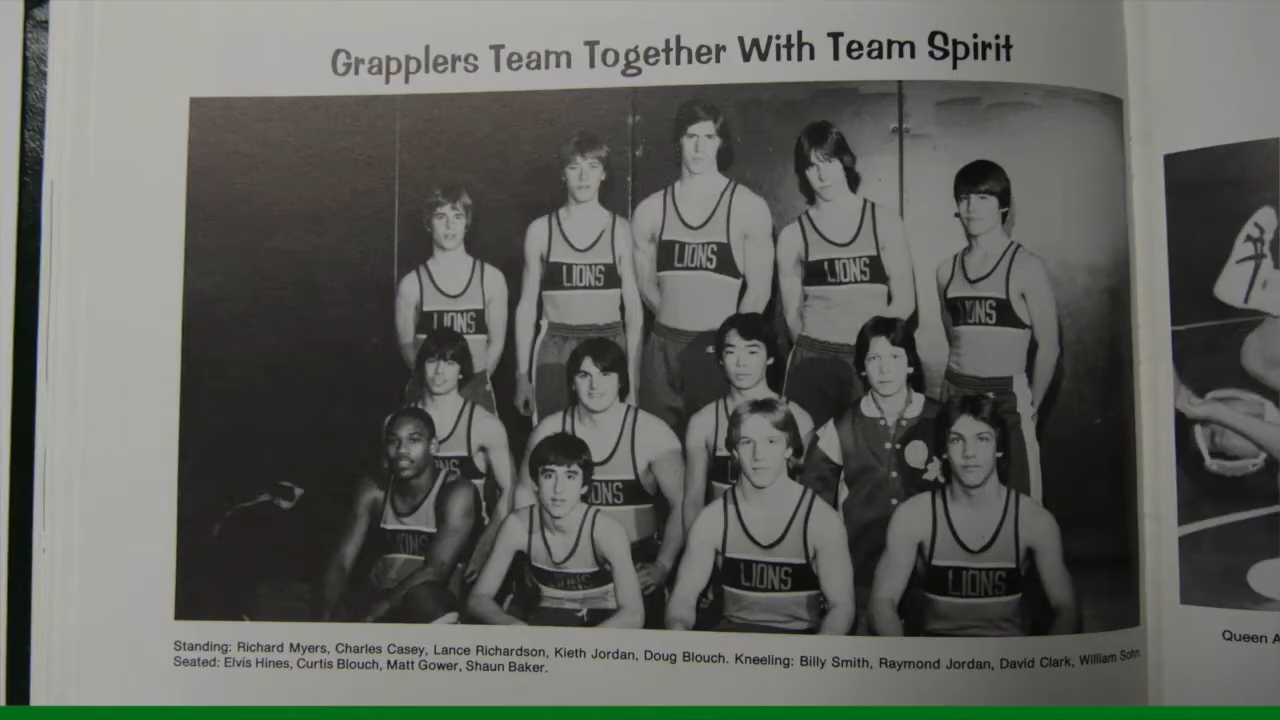 Grapplers Team Together With Team Spirit
LIONS
LIONS
LIONS
LIONS
LIONS
LIONS
LIONS
Standing: Richard Myers, Charles Casey, Lance Richardson, Kieth Jordan, Doug Blouch. Kneeling: Billy Smith, Raymond Jordan, David Clark, William Sohn.
Seated: Elvis Hines, Curtis Blouch, Matt Gower, Shaun Baker.
Queen A